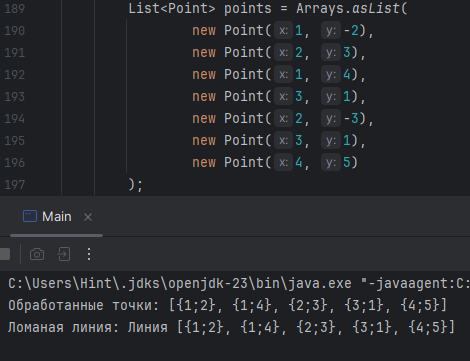 189 List<Point> points = Arrays.asList(
190 new Point( x: 1, y: -2),
191 new Point( x: 2, y: 3),
192 new Point( x: 1, y: 4),
193 new Point( x: 3, y: 1),
194 new Point( x: 2, y: -3),
195 new Point( x: 3, y: 1),
196 new Point( x: 4, y: 5)
197 );
Main ×
C:\Users\Hint\.jdks\openjdk-23\bin\java.exe "-javaagent:C:
Обработанные точки: [{1;2}, {1;4}, {2;3}, {3;1}, {4;5}]
Ломаная линия: Линия [{1;2}, {1;4}, {2;3}, {3;1}, {4;5}]